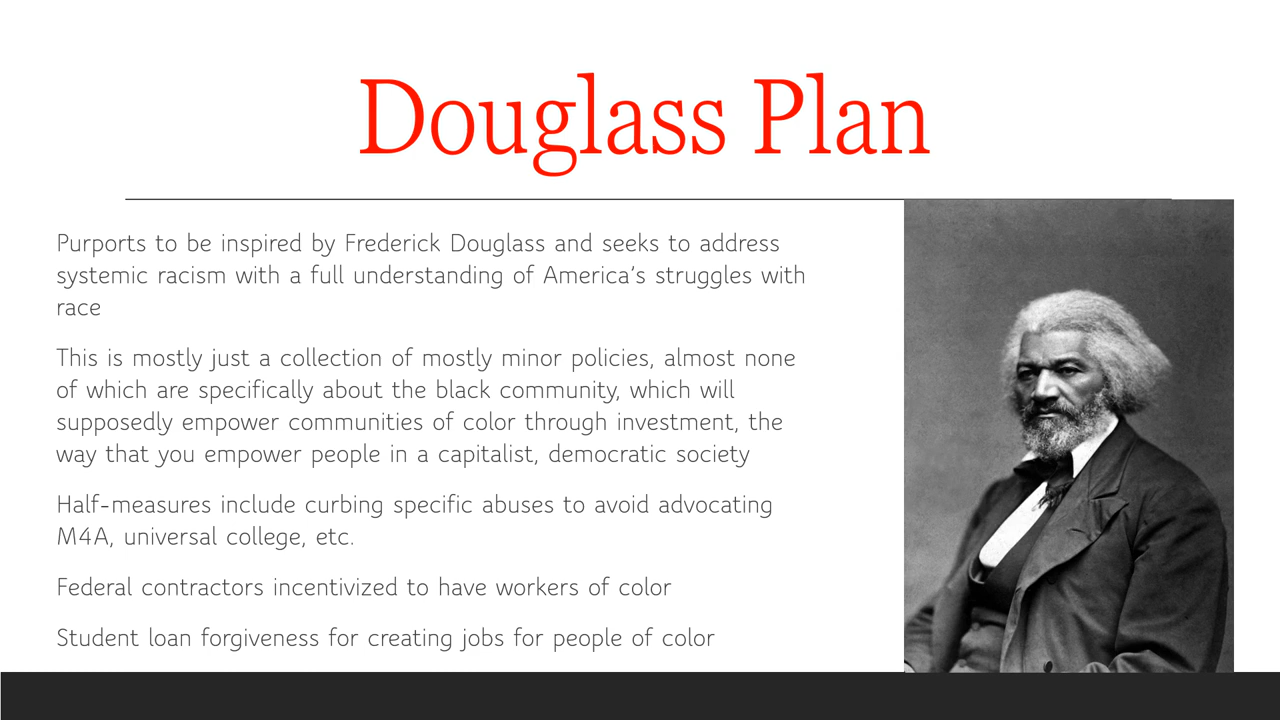 Douglass Plan
Purports to be inspired by Frederick Douglass and seeks to address
systemic racism with a full understanding of America's struggles with
race
This is mostly just a collection of mostly minor policies, almost none
of which are specifically about the black community, which will
supposedly empower communities of color through investment, the
way that you empower people in a capitalist, democratic society
Half-measures include curbing specific abuses to avoid advocating
M4A, universal college, etc.
Federal contractors incentivized to have workers of color
Student loan forgiveness for creating jobs for people of color